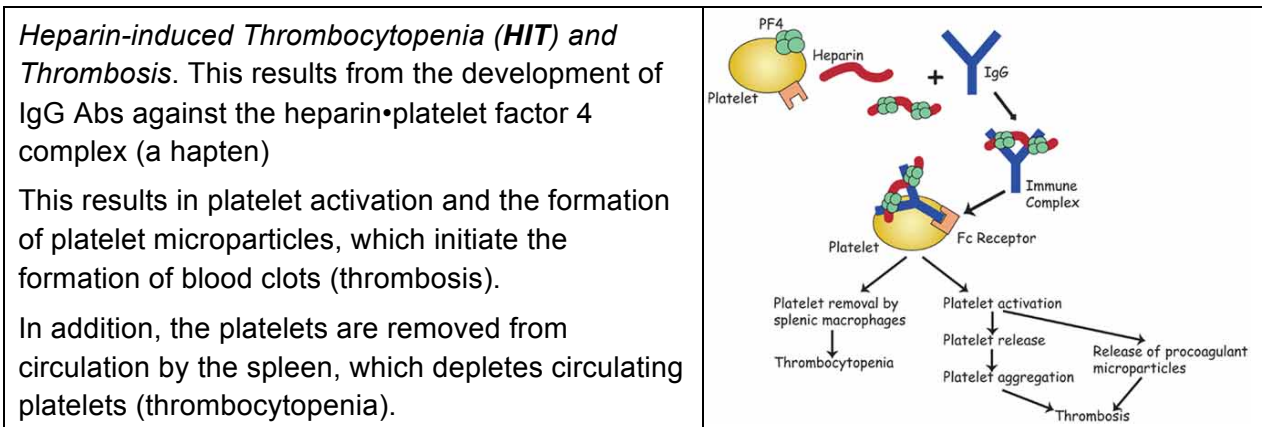 Heparin-induced Thrombocytopenia (HIT) and
Thrombosis. This results from the development of
IgG Abs against the heparin•platelet factor 4
complex (a hapten)
This results in platelet activation and the formation
of platelet microparticles, which initiate the
formation of blood clots (thrombosis).
In addition, the platelets are removed from
circulation by the spleen, which depletes circulating
platelets (thrombocytopenia).
PF4
Heparin
Platelet
+
IgG
Immune
Complex
Platelet
Fc Receptor
Platelet removal by
splenic macrophages
Thrombocytopenia
Platelet activation
Platelet release
Platelet aggregation
Release of procoagulant
microparticles
Thrombosis